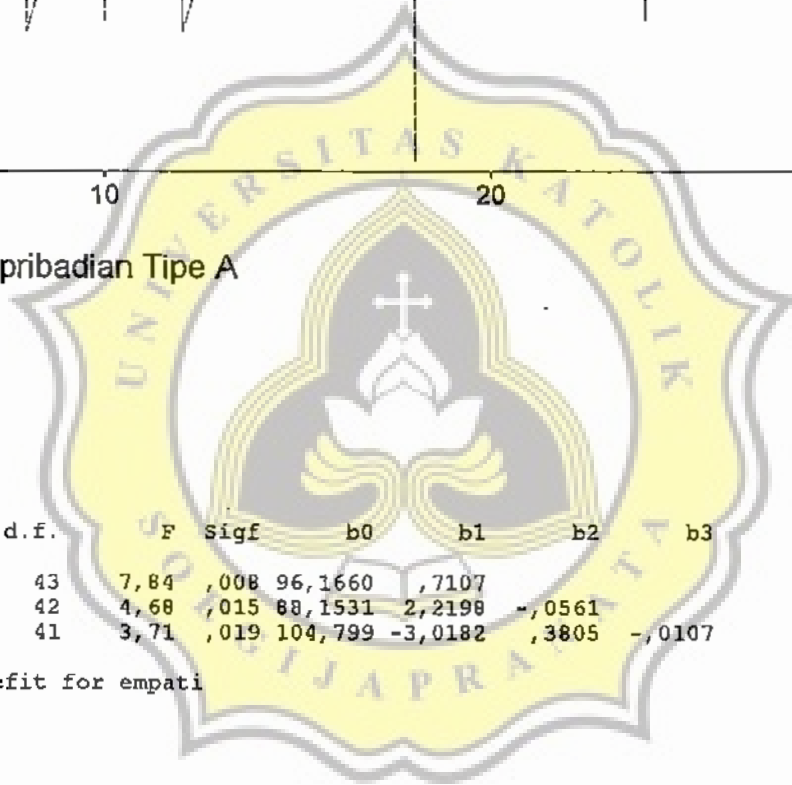 10 20
pribadian Tipe A
UNIVERSITAS KATOLIK
SOEGIJAPRANATA
d.f. F Sigf b0 b1 b2 b3
43 7,84 ,008 96,1660 ,7107
42 4,68 ,015 88,1531 2,2198 -,0561
41 3,71 ,019 104,799 -3,0182 ,3805 -,0107
fit for empati